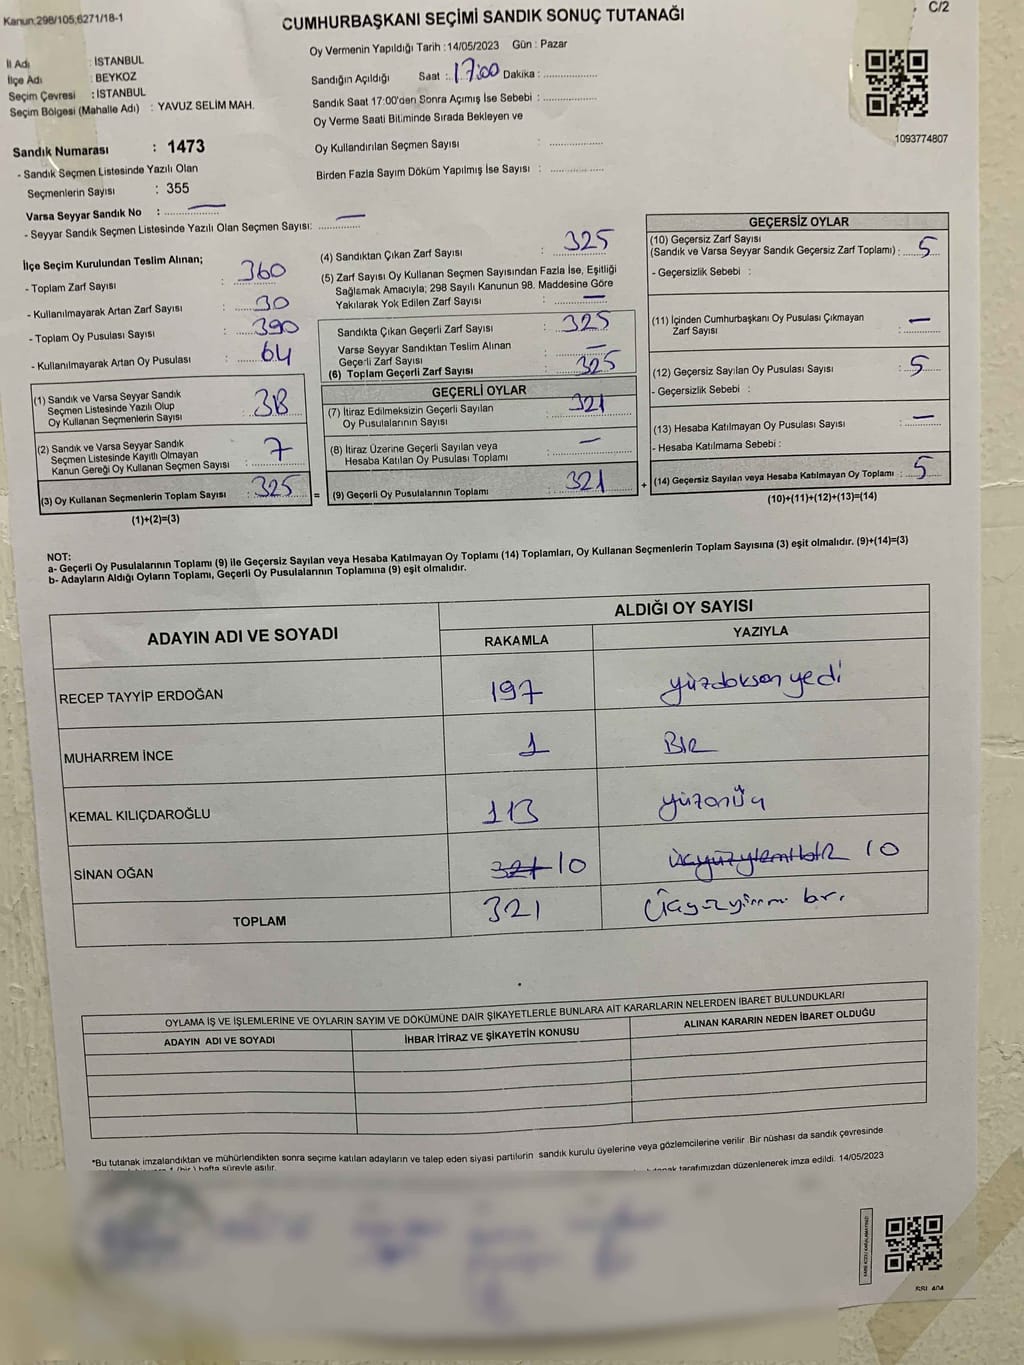 Kanun;298/105,6271/18-1
C/2
CUMHURBAŞKANI SEÇİMİ SANDIK SONUÇ TUTANAĞI
Oy Vermenin Yapıldığı Tarih :14/05/2023 Gün : Pazar
İl Adı : İSTANBUL
İlçe Adı : BEYKOZ
Seçim Çevresi : İSTANBUL
Seçim Bölgesi (Mahalle Adı) : YAVUZ SELİM MAH.
Sandığın Açıldığı Saat : 17:00 Dakika : ..............
Sandık Saat 17:00'den Sonra Açımış İse Sebebi : ..............
Oy Verme Saati Bitiminde Sırada Bekleyen ve
Oy Kullandırılan Seçmen Sayısı : ..............
Birden Fazla Sayım Döküm Yapılmış İse Sayısı : ..............
1093774807
Sandık Numarası : 1473
- Sandık Seçmen Listesinde Yazılı Olan
Seçmenlerin Sayısı : 355
Varsa Seyyar Sandık No : —
- Seyyar Sandık Seçmen Listesinde Yazılı Olan Seçmen Sayısı: —
İlçe Seçim Kurulundan Teslim Alınan;
- Toplam Zarf Sayısı : 360
- Kullanılmayarak Artan Zarf Sayısı : 30
- Toplam Oy Pusulası Sayısı : 390
- Kullanılmayarak Artan Oy Pusulası : 64
(1) Sandık ve Varsa Seyyar Sandık
Seçmen Listesinde Yazılı Olup
Oy Kullanan Seçmenlerin Sayısı : 318
(2) Sandık ve Varsa Seyyar Sandık
Seçmen Listesinde Kayıtlı Olmayan
Kanun Gereği Oy Kullanan Seçmen Sayısı : 7
(3) Oy Kullanan Seçmenlerin Toplam Sayısı : 325
(1)+(2)=(3)
(4) Sandıktan Çıkan Zarf Sayısı : 325
(5) Zarf Sayısı Oy Kullanan Seçmen Sayısından Fazla İse, Eşitliği
Sağlamak Amacıyla; 298 Sayılı Kanunun 98. Maddesine Göre
Yakılarak Yok Edilen Zarf Sayısı : —
Sandıkta Çıkan Geçerli Zarf Sayısı : 325
Varse Seyyar Sandıktan Teslim Alınan
Geçerli Zarf Sayısı : —
(6) Toplam Geçerli Zarf Sayısı : 325
GEÇERLİ OYLAR
(7) İtiraz Edilmeksizin Geçerli Sayılan
Oy Pusulalarının Sayısı : 321
(8) İtiraz Üzerine Geçerli Sayılan veya
Hesaba Katılan Oy Pusulası Toplamı : —
= (9) Geçerli Oy Pusulalarının Toplamı : 321
GEÇERSİZ OYLAR
(10) Geçersiz Zarf Sayısı
(Sandık ve Varsa Seyyar Sandık Geçersiz Zarf Toplamı) : 5
- Geçersizlik Sebebi :
(11) İçinden Cumhurbaşkanı Oy Pusulası Çıkmayan
Zarf Sayısı : —
(12) Geçersiz Sayılan Oy Pusulası Sayısı : 5
- Geçersizlik Sebebi :
(13) Hesaba Katılmayan Oy Pusulası Sayısı : —
- Hesaba Katılmama Sebebi :
+ (14) Geçersiz Sayılan veya Hesaba Katılmayan Oy Toplamı : 5
(10)+(11)+(12)+(13)=(14)
NOT:
a- Geçerli Oy Pusulalarının Toplamı (9) ile Geçersiz Sayılan veya Hesaba Katılmayan Oy Toplamı (14) Toplamları, Oy Kullanan Seçmenlerin Toplam Sayısına (3) eşit olmalıdır. (9)+(14)=(3)
b- Adayların Aldığı Oyların Toplamı, Geçerli Oy Pusulalarının Toplamına (9) eşit olmalıdır.
ADAYIN ADI VE SOYADI
ALDIĞI OY SAYISI
RAKAMLA YAZIYLA
RECEP TAYYİP ERDOĞAN 197 yüzdoksanyedi
MUHARREM İNCE 1 BİR
KEMAL KILIÇDAROĞLU 113 yüzonüç
SİNAN OĞAN 321 10 üçyüzyirmibir 10
TOPLAM 321 Üçyüzyirmi bir
OYLAMA İŞ VE İŞLEMLERİNE VE OYLARIN SAYIM VE DÖKÜMÜNE DAİR ŞİKAYETLERLE BUNLARA AİT KARARLARIN NELERDEN İBARET BULUNDUKLARI
ADAYIN ADI VE SOYADI İHBAR İTİRAZ VE ŞİKAYETİN KONUSU ALINAN KARARIN NEDEN İBARET OLDUĞU
*Bu tutanak imzalandıktan ve mühürlendikten sonra seçime katılan adayların ve talep eden siyasi partilerin sandık kurulu üyelerine veya gözlemcilerine verilir. Bir nüshası da sandık çevresinde
1 (bir) hafta süreyle asılır.
tarafımızdan düzenlenerek imza edildi. 14/05/2023